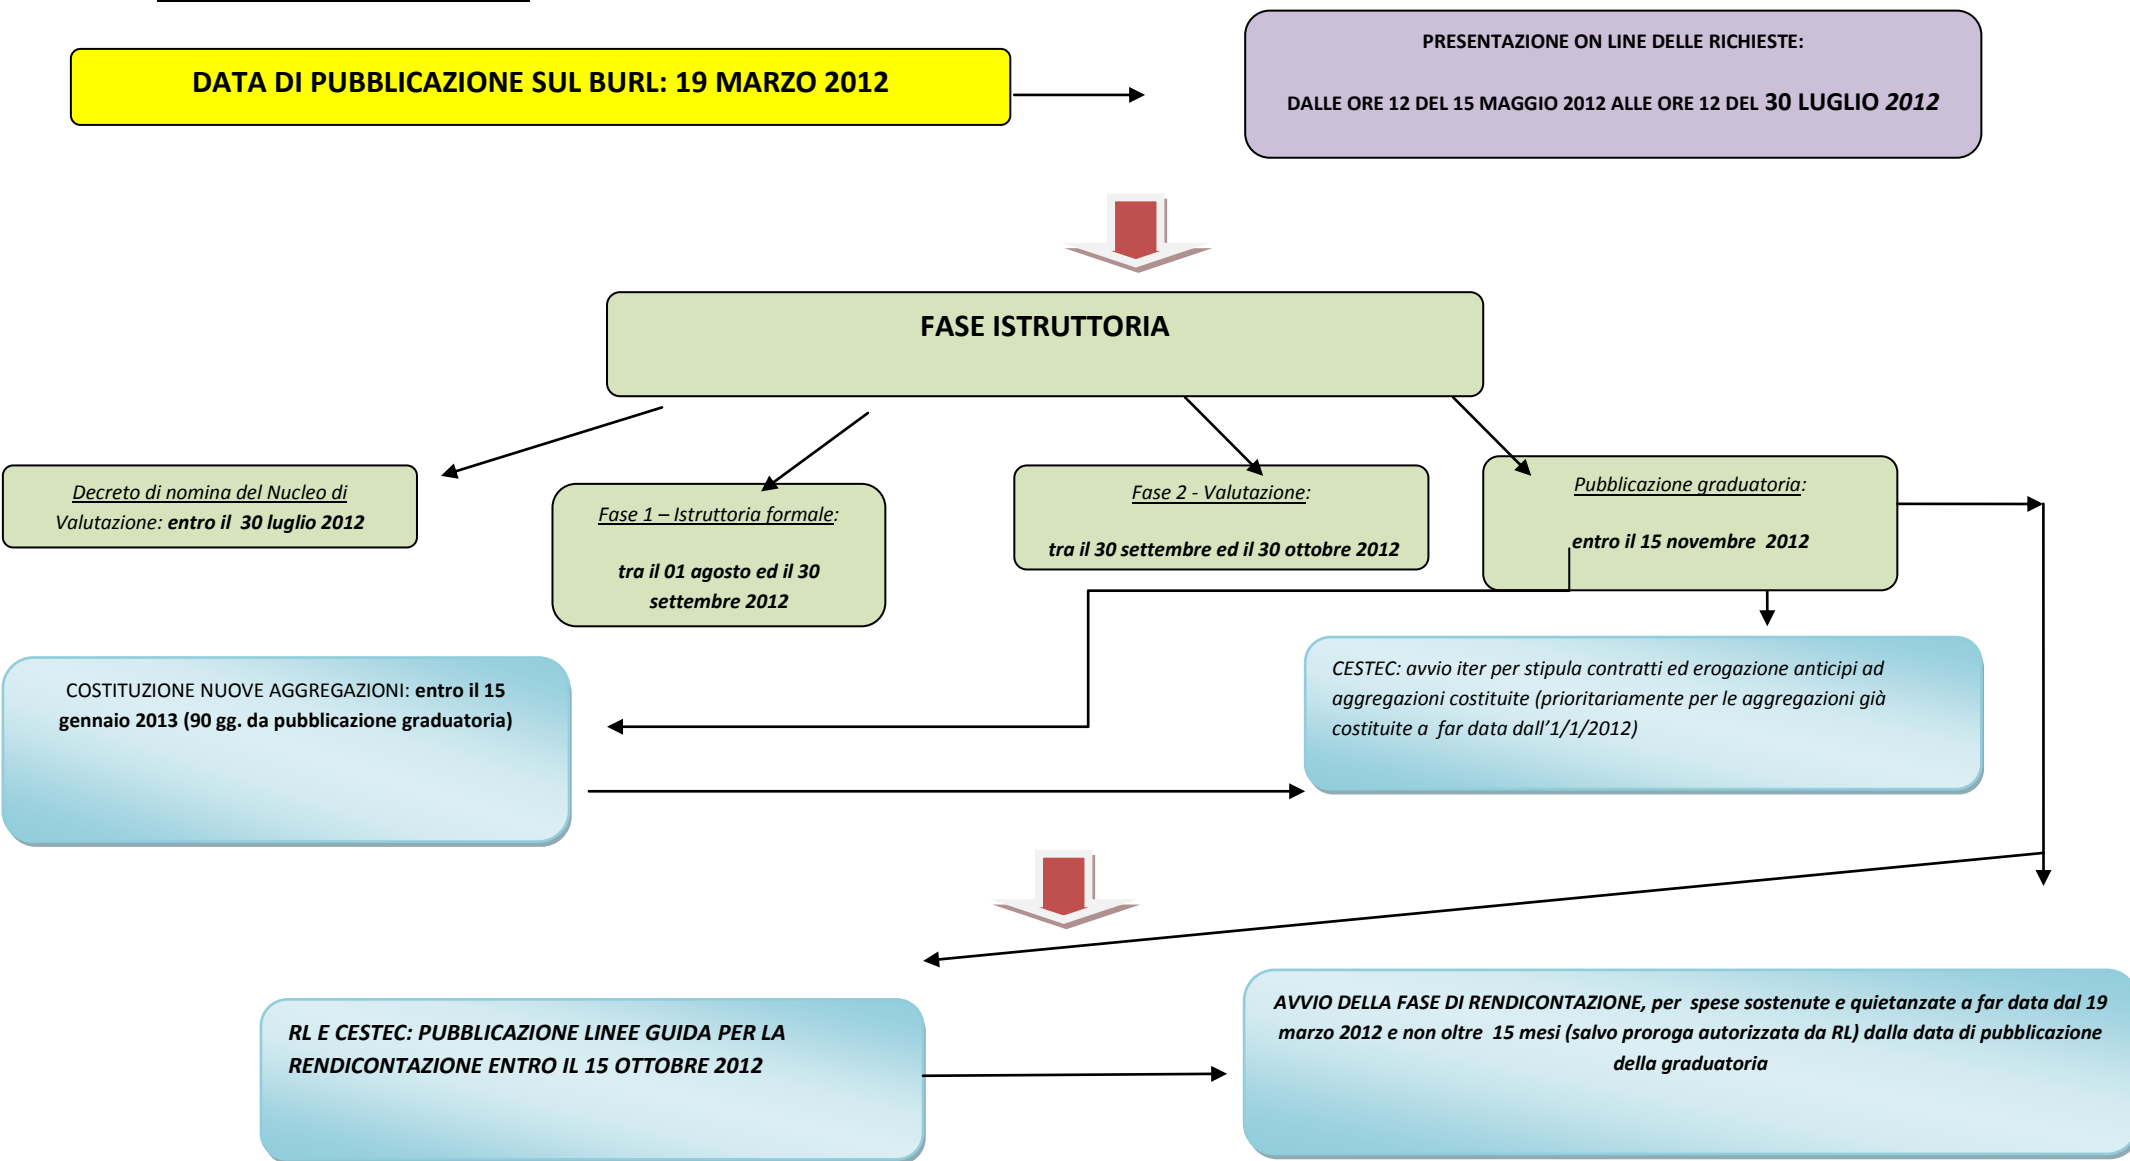 DATA DI PUBBLICAZIONE SUL BURL: 19 MARZO 2012
PRESENTAZIONE ON LINE DELLE RICHIESTE:
DALLE ORE 12 DEL 15 MAGGIO 2012 ALLE ORE 12 DEL 30 LUGLIO 2012
FASE ISTRUTTORIA
Decreto di nomina del Nucleo di
Valutazione: entro il 30 luglio 2012
Fase 1 – Istruttoria formale:
tra il 01 agosto ed il 30
settembre 2012
Fase 2 - Valutazione:
tra il 30 settembre ed il 30 ottobre 2012
Pubblicazione graduatoria:
entro il 15 novembre 2012
COSTITUZIONE NUOVE AGGREGAZIONI: entro il 15
gennaio 2013 (90 gg. da pubblicazione graduatoria)
CESTEC: avvio iter per stipula contratti ed erogazione anticipi ad
aggregazioni costituite (prioritariamente per le aggregazioni già
costituite a far data dall'1/1/2012)
RL E CESTEC: PUBBLICAZIONE LINEE GUIDA PER LA
RENDICONTAZIONE ENTRO IL 15 OTTOBRE 2012
AVVIO DELLA FASE DI RENDICONTAZIONE, per spese sostenute e quietanzate a far data dal 19
marzo 2012 e non oltre 15 mesi (salvo proroga autorizzata da RL) dalla data di pubblicazione
della graduatoria